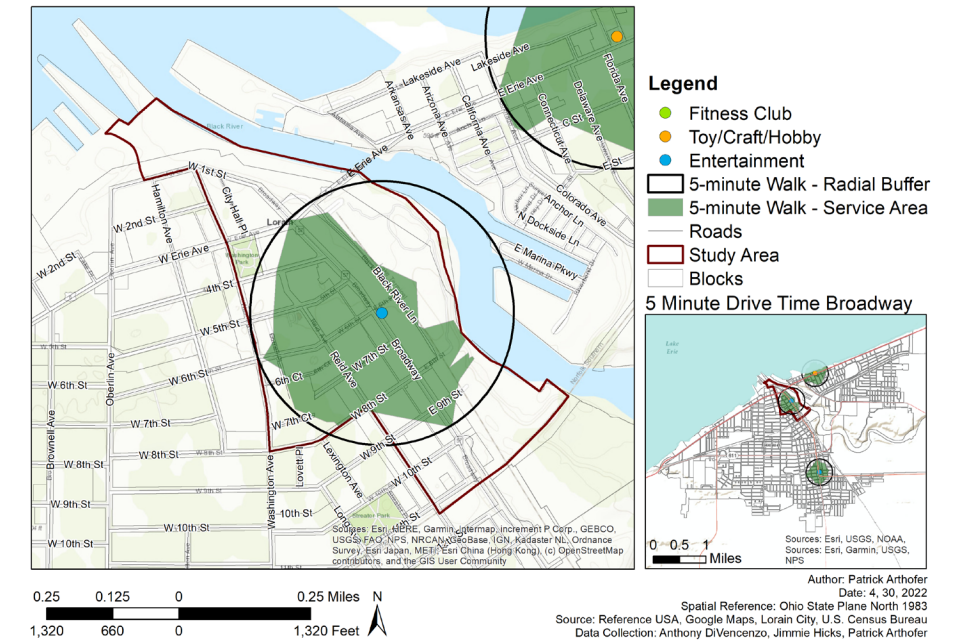 Lakeside Ave
Lakeside Ave
Florida Ave
Arkansas Ave
Arizona Ave
California Ave
E Erie Ave
Connecticut Ave
Delaware Ave
C St
E St
Black River
E Erie Ave
W 1st St
Hamilton Ave
City Hall Pl
Lorain
W 2nd St
W Erie Ave
W 2nd St
4th St
W 5th St
Colorado Ave
Anchor Ln
N Dockside Ln
E Marina Pkwy
Black River Ln
Broadway
Reid Ave
W 7th St
6th Ct
W 6th St
W 6th St
Oberlin Ave
Brownell Ave
W 7th St
W 7th Ct
W 8th St
E 9th St
W 8th St
W 8th St
W 9th St
W 10th St
Lexington Ave
Lovett Pl
Washington Ave
W 9th St
10th St
W 10th St
W 10th St
Streator Park
Sources: Esri, HERE, Garmin, Intermap, increment P Corp., GEBCO,
USGS, FAO, NPS, NRCAN, GeoBase, IGN, Kadaster NL, Ordnance
Survey, Esri Japan, METI, Esri China (Hong Kong), (c) OpenStreetMap
contributors, and the GIS User Community
Legend
Fitness Club
Toy/Craft/Hobby
Entertainment
5-minute Walk - Radial Buffer
5-minute Walk - Service Area
Roads
Study Area
Blocks
5 Minute Drive Time Broadway
Lake
Erie
0 0.5 1
Miles
Sources: Esri, USGS, NOAA,
Sources: Esri, Garmin, USGS,
NPS
0.25 0.125 0 0.25 Miles
1,320 660 0 1,320 Feet
N
Author: Patrick Arthofer
Date: 4, 30, 2022
Spatial Reference: Ohio State Plane North 1983
Source: Reference USA, Google Maps, Lorain City, U.S. Census Bureau
Data Collection: Anthony DiVencenzo, Jimmie Hicks, Patrick Arthofer